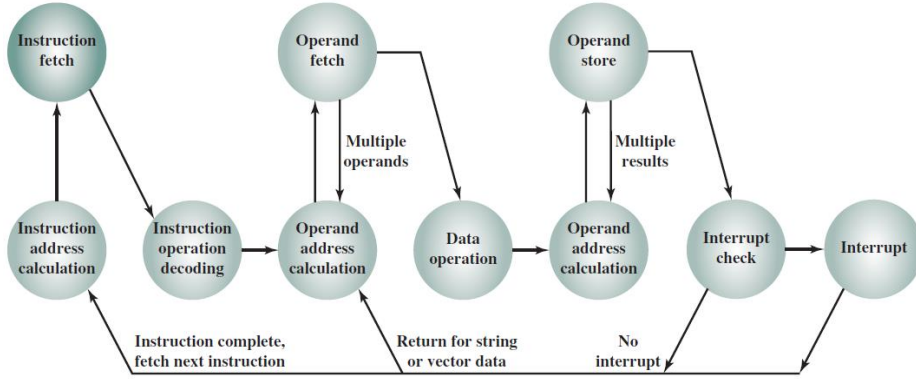 Instruction
fetch
Operand
fetch
Operand
store
Multiple
operands
Multiple
results
Instruction
address
calculation
Instruction
operation
decoding
Operand
address
calculation
Data
operation
Operand
address
calculation
Interrupt
check
Interrupt
Instruction complete,
fetch next instruction
Return for string
or vector data
No
interrupt